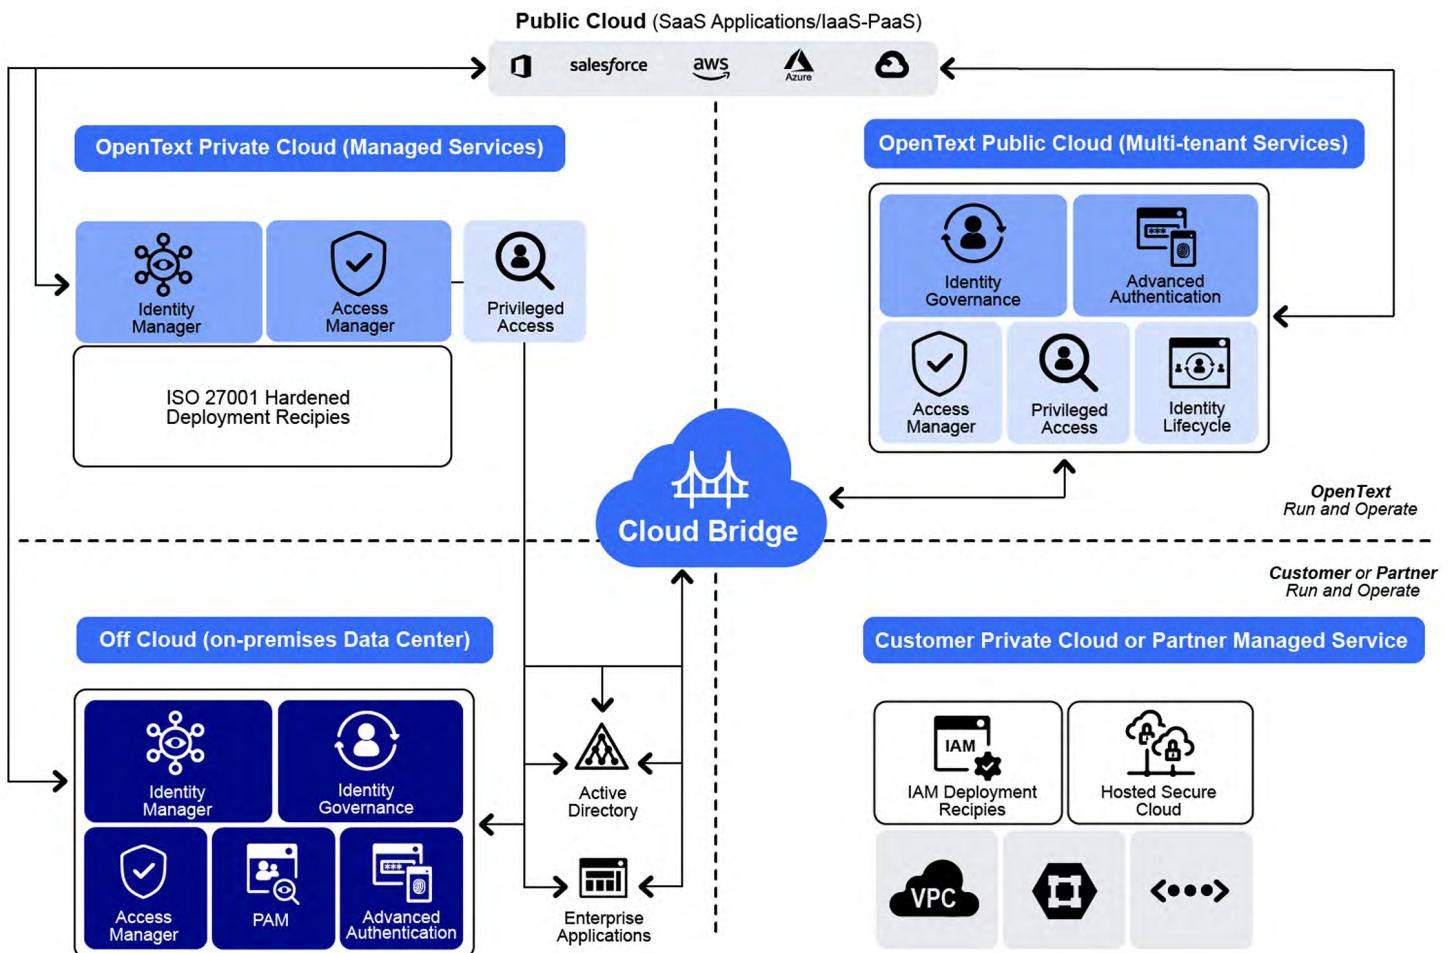 Public Cloud (SaaS Applications/IaaS-PaaS)
salesforce
aws
Azure
OpenText Private Cloud (Managed Services)
Identity
Manager
Access
Manager
Privileged
Access
ISO 27001 Hardened
Deployment Recipies
OpenText Public Cloud (Multi-tenant Services)
Identity
Governance
***
Advanced
Authentication
Access
Manager
Privileged
Access
Identity
Lifecycle
Cloud Bridge
OpenText
Run and Operate
Customer or Partner
Run and Operate
Off Cloud (on-premises Data Center)
Identity
Manager
Identity
Governance
Access
Manager
PAM
***
Advanced
Authentication
Active
Directory
Enterprise
Applications
Customer Private Cloud or Partner Managed Service
IAM
IAM Deployment
Recipies
Hosted Secure
Cloud
VPC